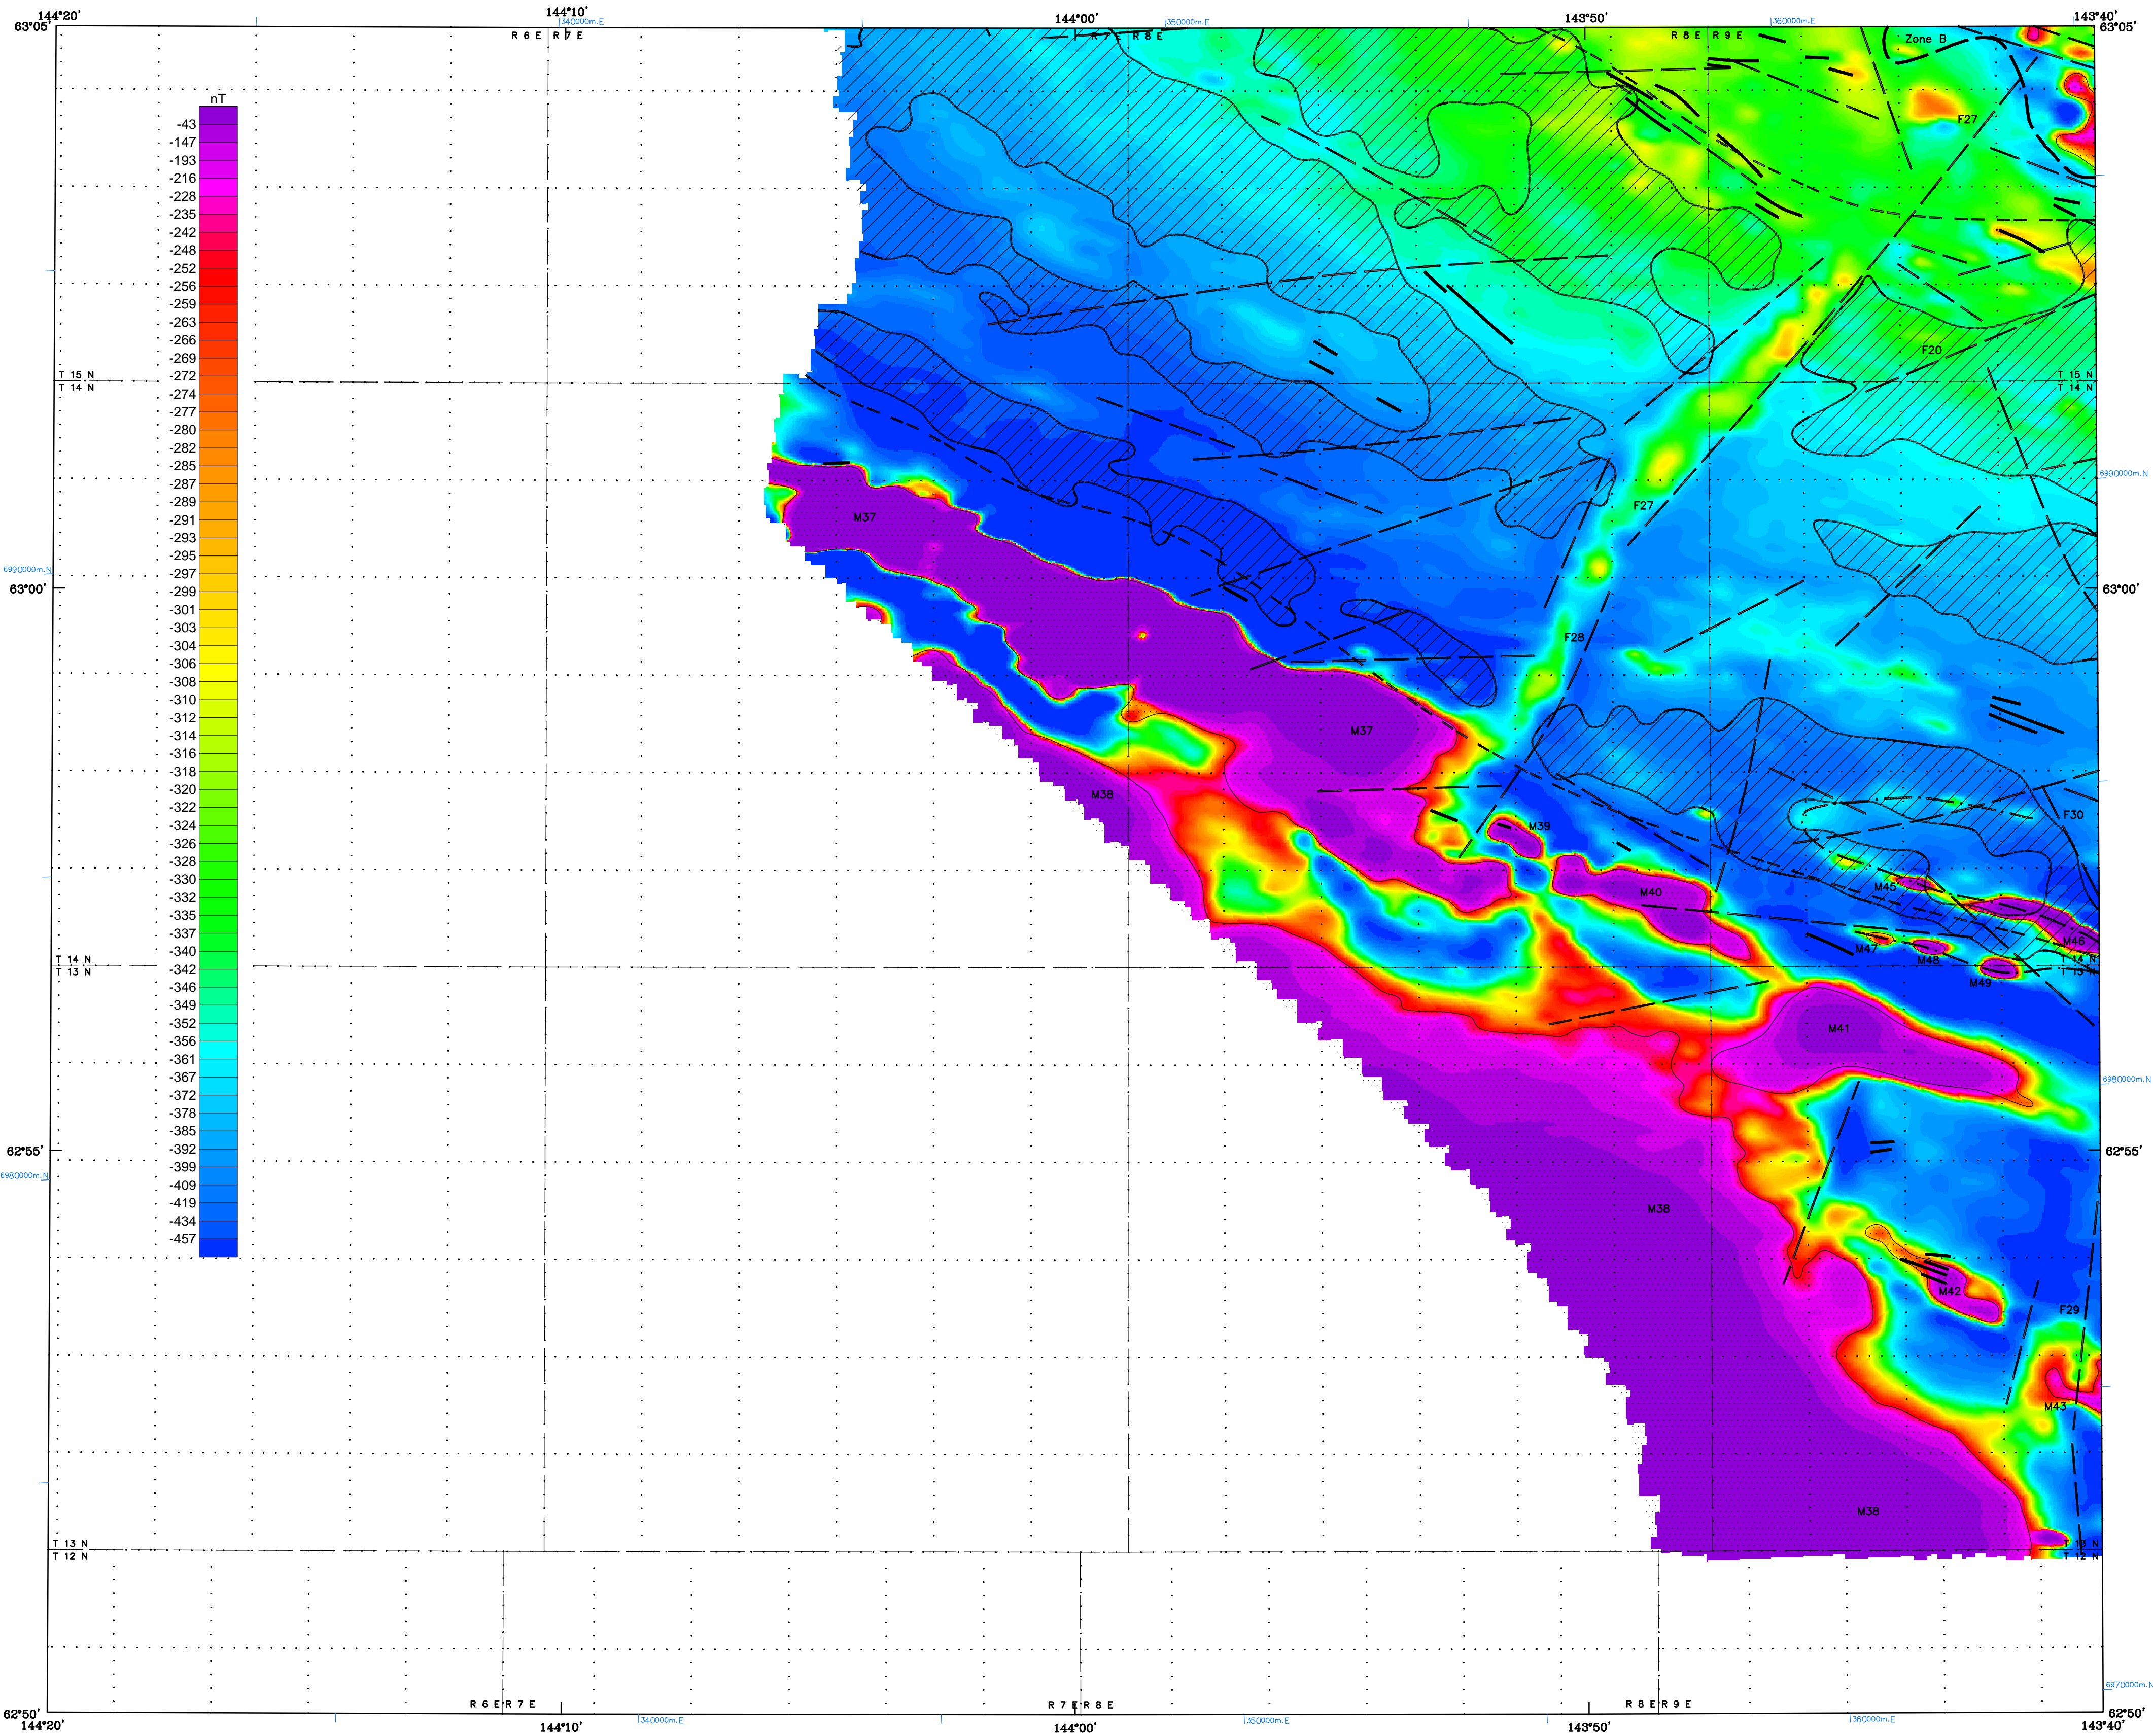 144°20' 144°10' 144°00' 143°50' 143°40'
340000m.E 350000m.E 360000m.E
63°05' 63°05'
R 6 E R 7 E R 7 E R 8 E R 8 E R 9 E
Zone B
nT
-43
-147
-193
-216
-228
-235
-242
-248
-252
-256
-259
-263
-266
-269
-272
-274
-277
-280
-282
-285
-287
-289
-291
-293
-295
-297
-299
-301
-303
-304
-306
-308
-310
-312
-314
-316
-318
-320
-322
-324
-326
-328
-330
-332
-335
-337
-340
-342
-346
-349
-352
-356
-361
-367
-372
-378
-385
-392
-399
-409
-419
-434
-457
F27
F20
T 15 N T 15 N
T 14 N T 14 N
6990000m.N
F27
M37
6990000m.N
63°00' 63°00'
F28
M37
M38
F30
M39
M45
M40
M46
M47
M48
T 14 N T 14 N
T 13 N T 13 N
M49
M41
6980000m.N
62°55' 62°55'
6980000m.N
M38
M42
F29
M43
M38
T 13 N T 13 N
T 12 N T 12 N
6970000m.N
R 6 E R 7 E R 7 E R 8 E R 8 E R 9 E
62°50' 62°50'
340000m.E 350000m.E 360000m.E
144°20' 144°10' 144°00' 143°50' 143°40'